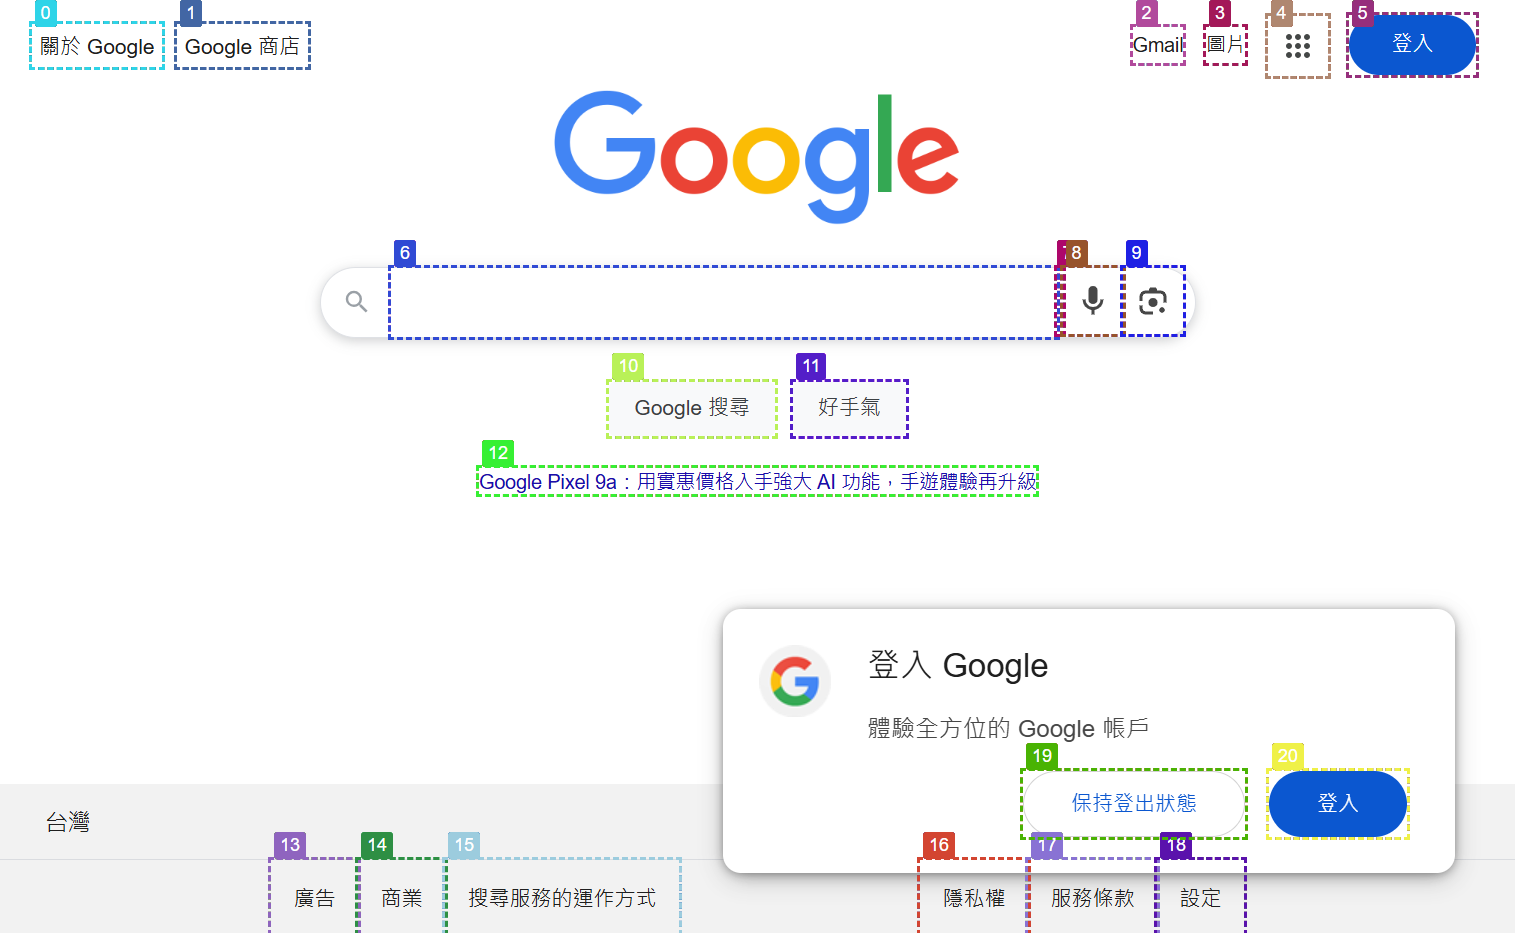 0 1 2 3 4 5
關於 Google Google 商店 Gmail 圖片 登入
Google
6 8 9
10 11
Google 搜尋 好手氣
12
Google Pixel 9a：用實惠價格入手強大 AI 功能，手遊體驗再升級
登入 Google
體驗全方位的 Google 帳戶
19 20
保持登出狀態 登入
台灣
13 14 15 16 17 18
廣告 商業 搜尋服務的運作方式 隱私權 服務條款 設定